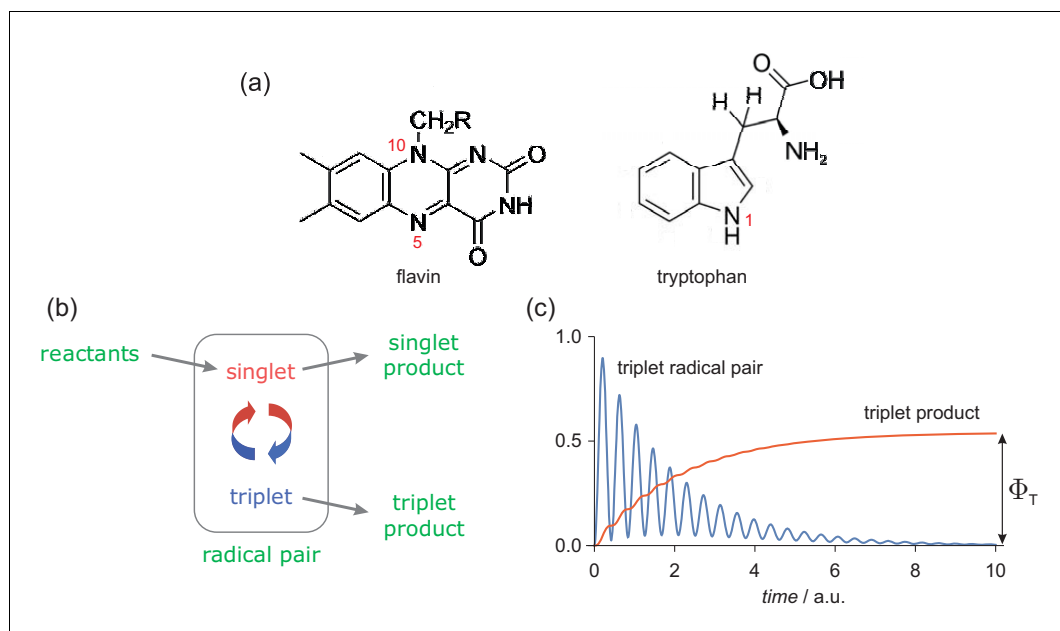 (a)
CH₂R
10
N
N
O
NH
N
5
O
flavin
O
OH
H
H
NH₂
N
1
H
tryptophan
(b)
reactants
singlet
singlet
product
triplet
triplet
product
radical pair
(c)
1.0
0.5
0.0
triplet radical pair
triplet product
Φ_T
0
2
4
6
8
10
time / a.u.